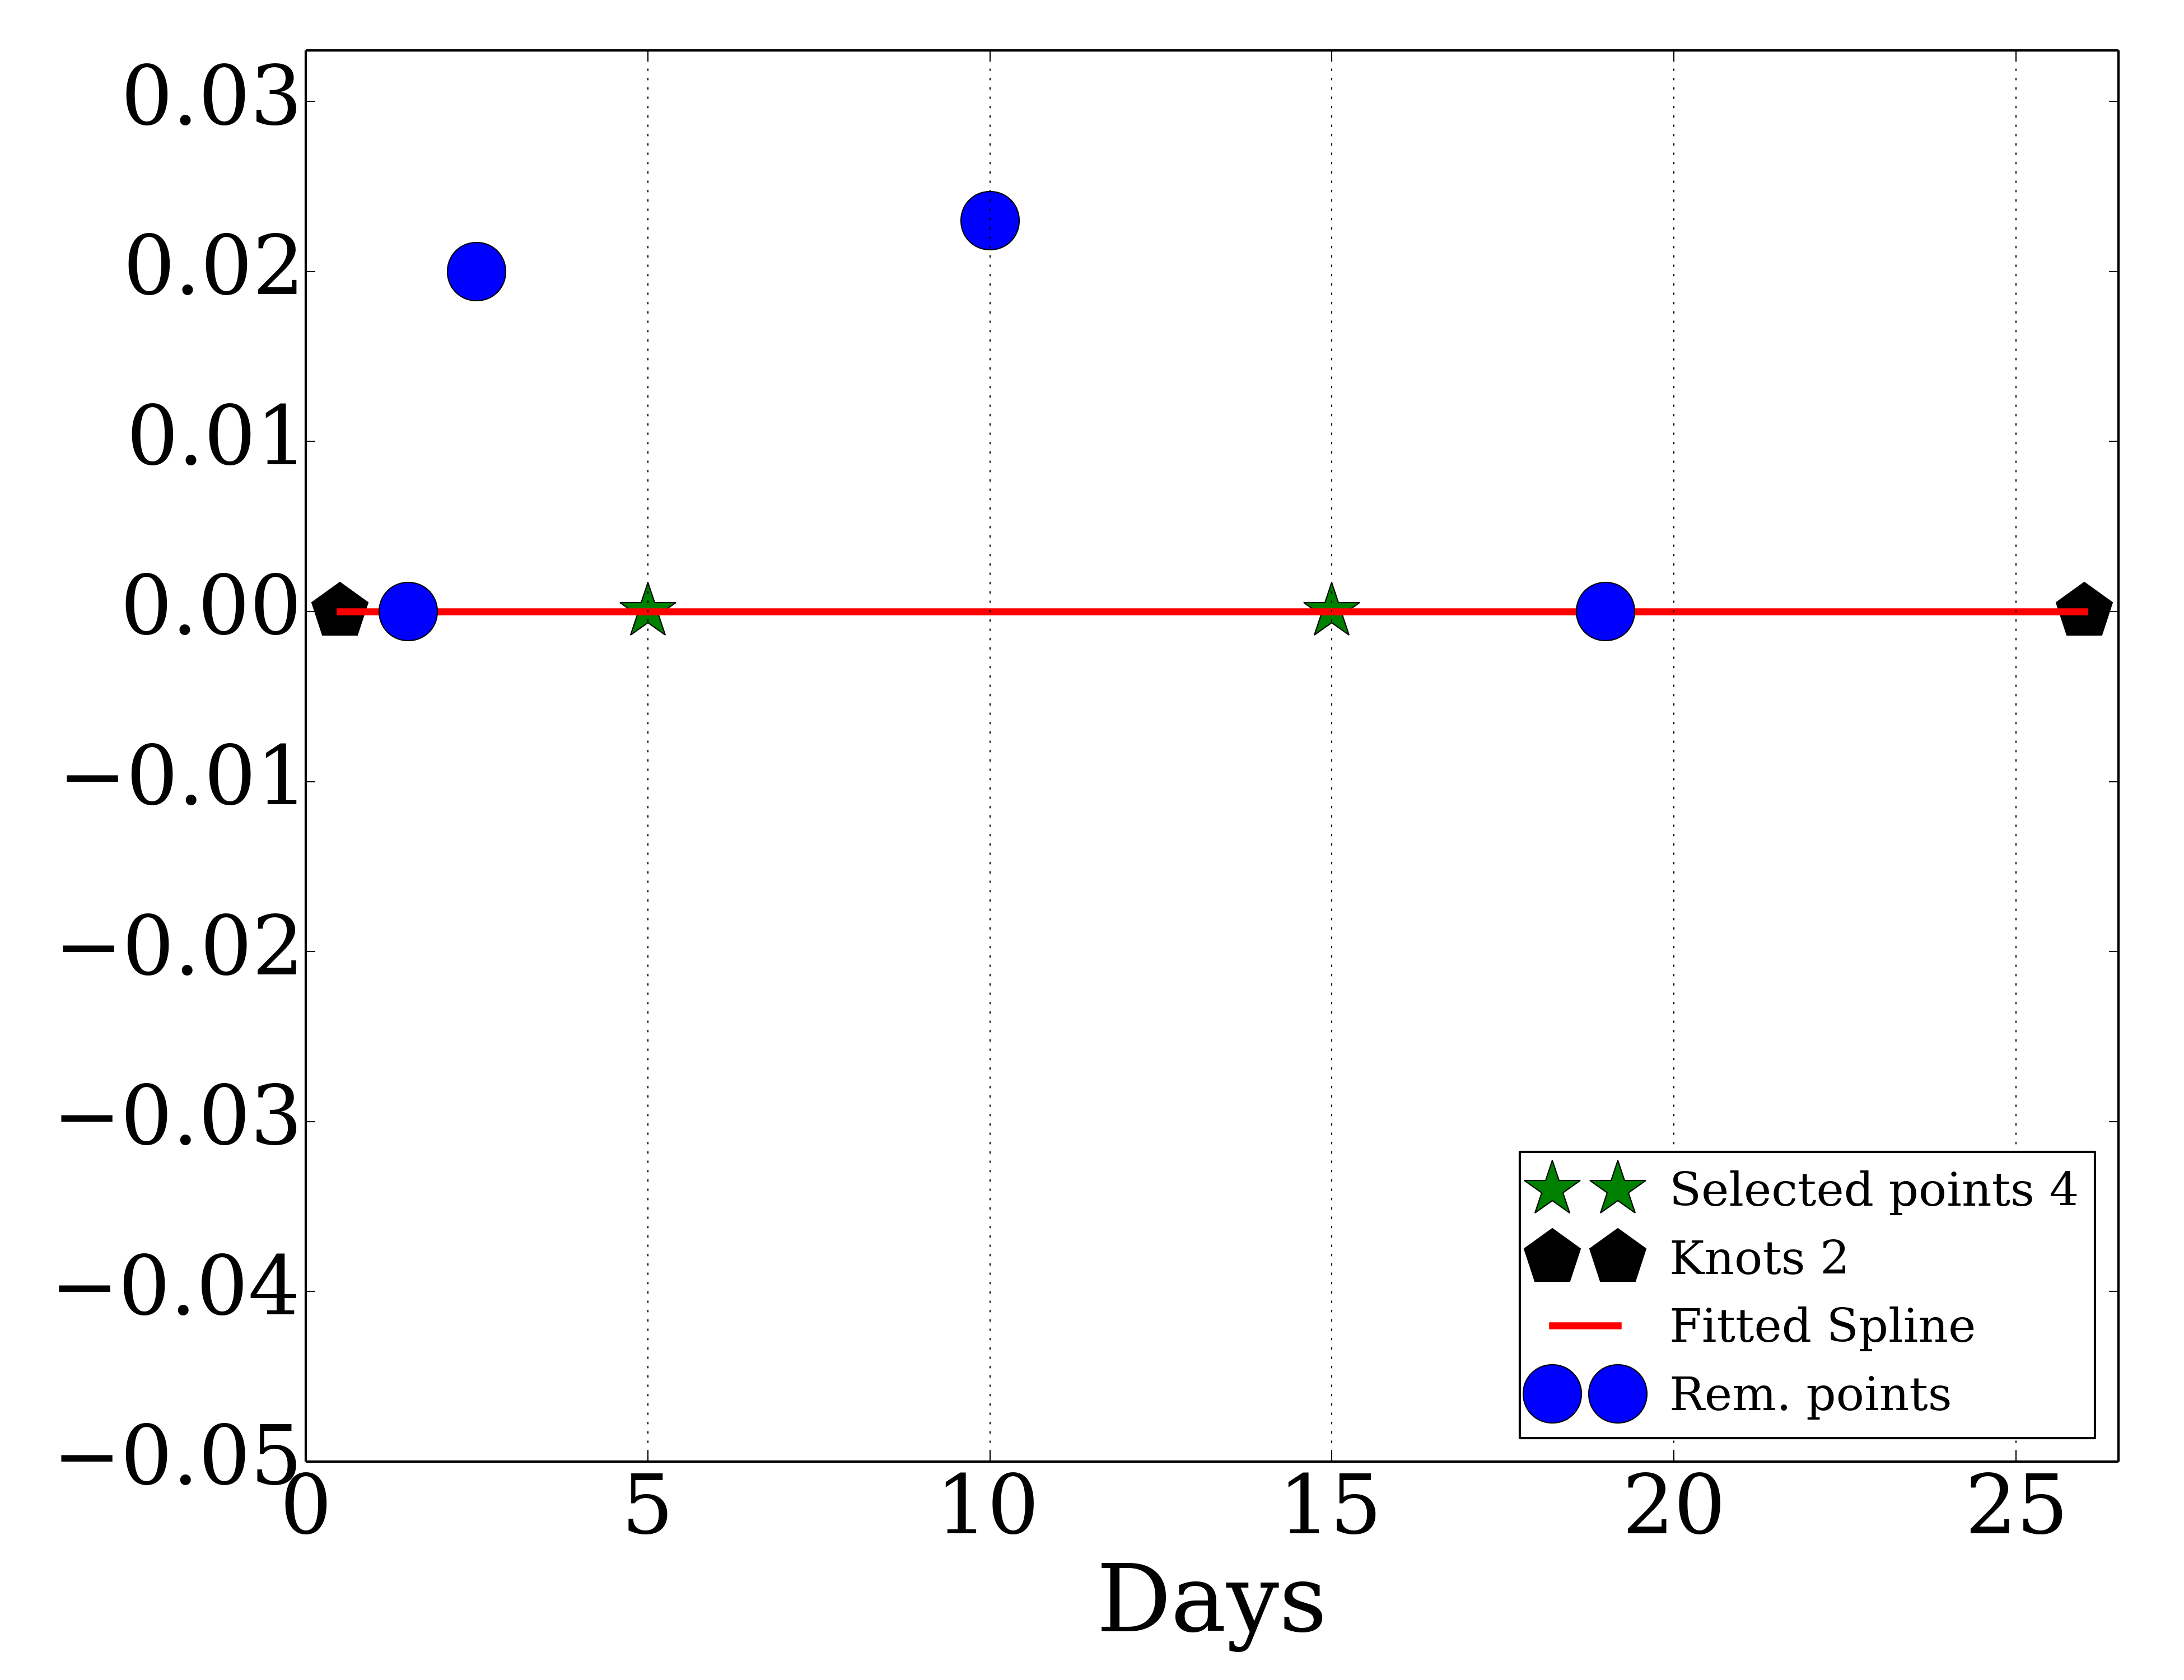 0.03
0.02
0.01
0.00
−0.01
−0.02
−0.03
−0.04
−0.05
0 5 10 15 20 25
Days
Selected points 4
Knots 2
Fitted Spline
Rem. points